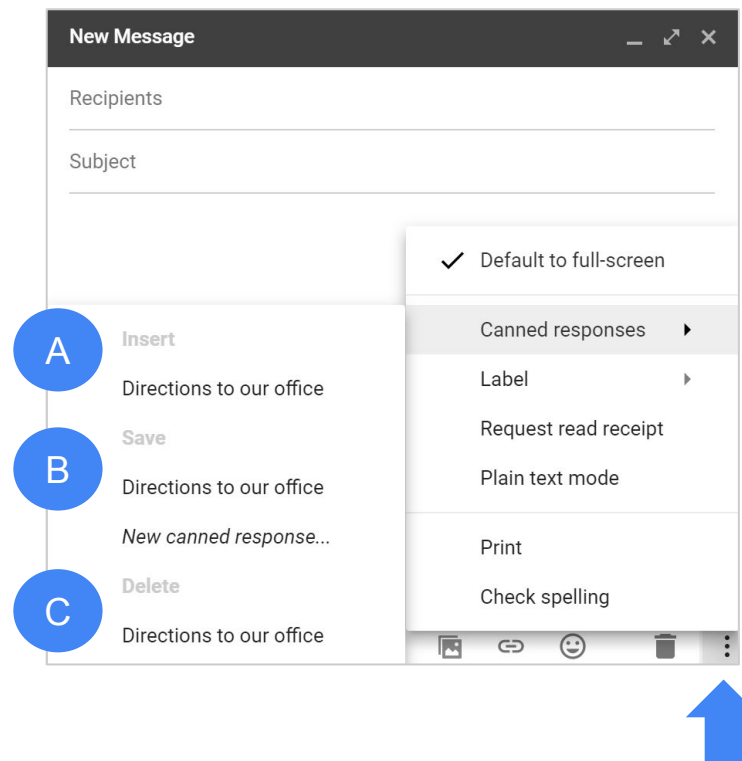 New Message
Recipients
Subject
Default to full-screen
Canned responses
Label
Request read receipt
Plain text mode
Print
Check spelling
A
Insert
Directions to our office
B
Save
Directions to our office
New canned response...
C
Delete
Directions to our office